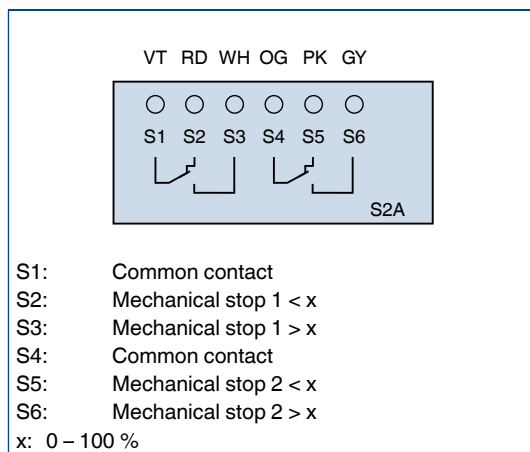 VT RD WH OG PK GY
S1 S2 S3 S4 S5 S6
S2A
S1: Common contact
S2: Mechanical stop 1 < x
S3: Mechanical stop 1 > x
S4: Common contact
S5: Mechanical stop 2 < x
S6: Mechanical stop 2 > x
x: 0 – 100 %